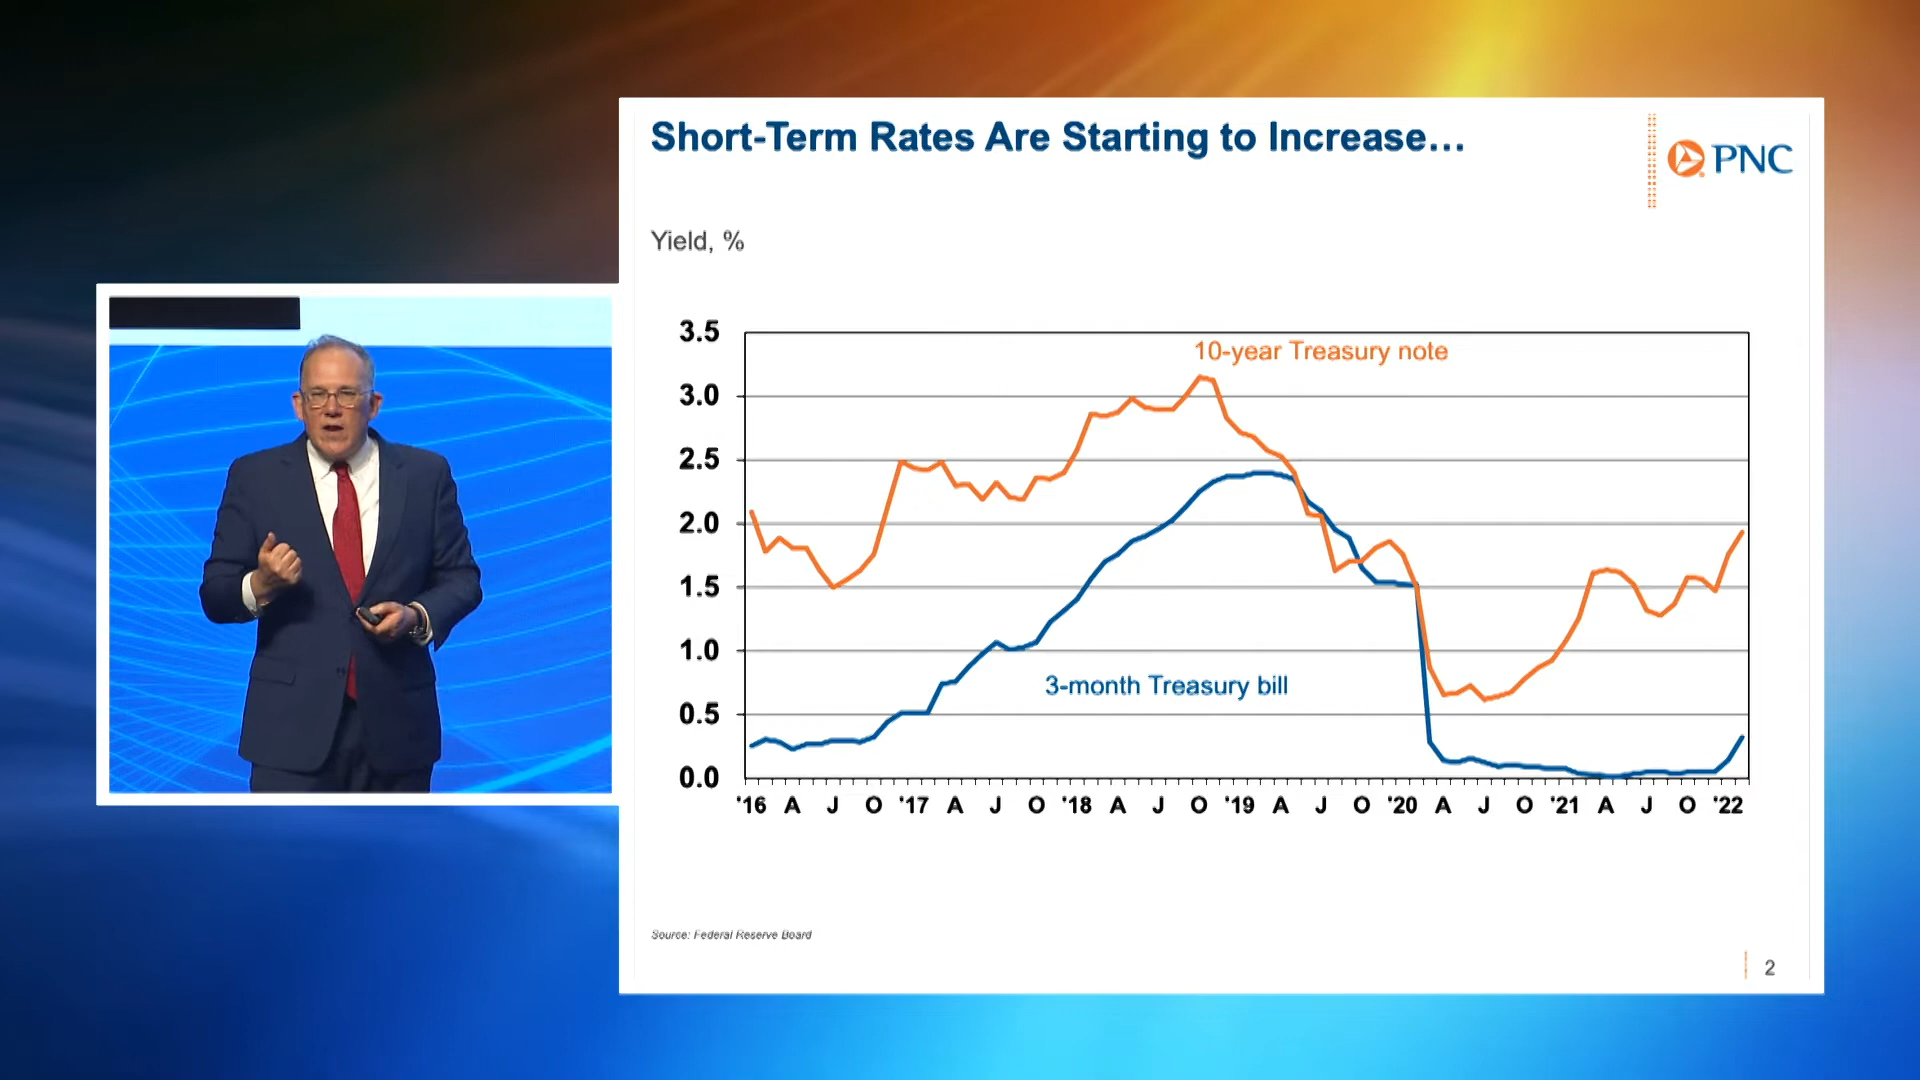 Short-Term Rates Are Starting to Increase...
PNC
Yield, %
3.5
10-year Treasury note
3.0
2.5
2.0
1.5
1.0
3-month Treasury bill
0.5
0.0
'16 A J O '17 A J O '18 A J O '19 A J O '20 A J O '21 A J O '22
Source: Federal Reserve Board
2